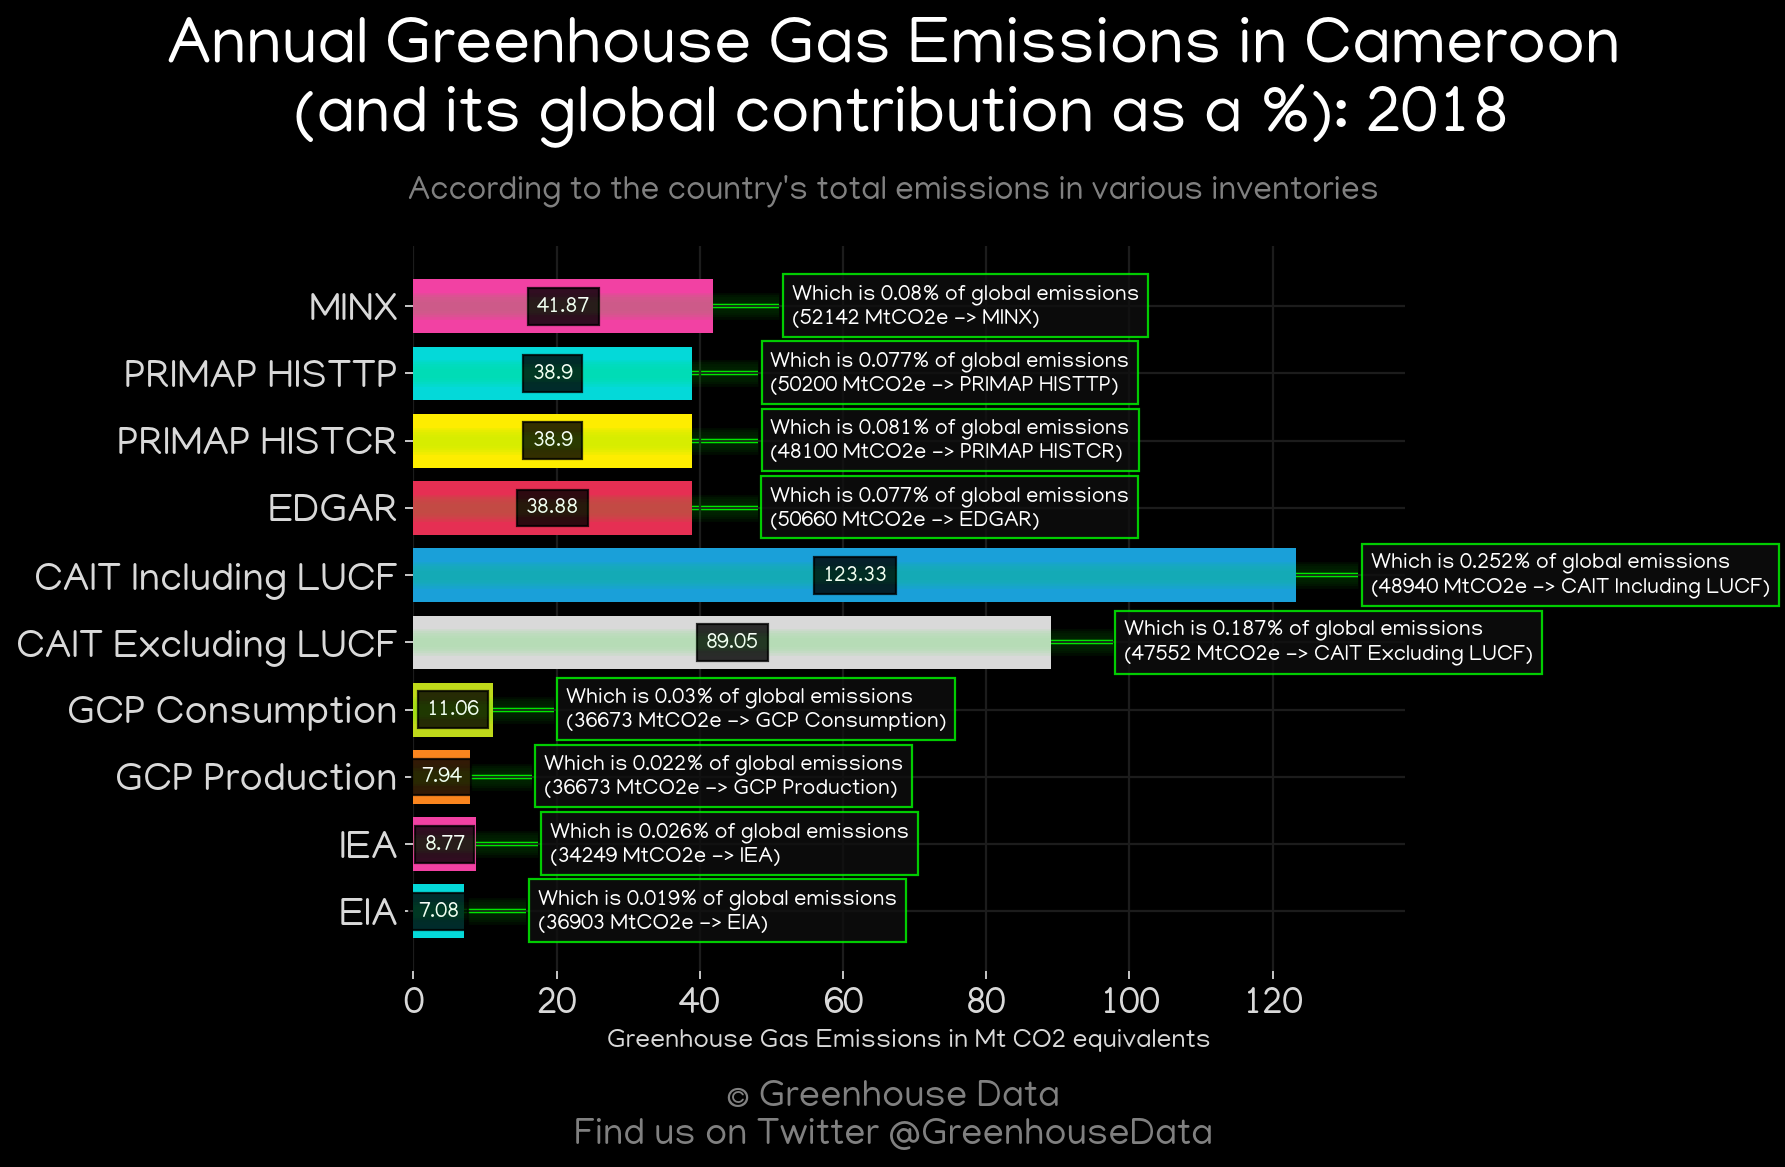 Annual Greenhouse Gas Emissions in Cameroon
(and its global contribution as a %): 2018
According to the country's total emissions in various inventories
MINX
41.87
Which is 0.08% of global emissions
(52142 MtCO2e -> MINX)
PRIMAP HISTTP
38.9
Which is 0.077% of global emissions
(50200 MtCO2e -> PRIMAP HISTTP)
PRIMAP HISTCR
38.9
Which is 0.081% of global emissions
(48100 MtCO2e -> PRIMAP HISTCR)
EDGAR
38.88
Which is 0.077% of global emissions
(50660 MtCO2e -> EDGAR)
CAIT Including LUCF
123.33
Which is 0.252% of global emissions
(48940 MtCO2e -> CAIT Including LUCF)
CAIT Excluding LUCF
89.05
Which is 0.187% of global emissions
(47552 MtCO2e -> CAIT Excluding LUCF)
GCP Consumption
11.06
Which is 0.03% of global emissions
(36673 MtCO2e -> GCP Consumption)
GCP Production
7.94
Which is 0.022% of global emissions
(36673 MtCO2e -> GCP Production)
IEA
8.77
Which is 0.026% of global emissions
(34249 MtCO2e -> IEA)
EIA
7.08
Which is 0.019% of global emissions
(36903 MtCO2e -> EIA)
0 20 40 60 80 100 120
Greenhouse Gas Emissions in Mt CO2 equivalents
© Greenhouse Data
Find us on Twitter @GreenhouseData